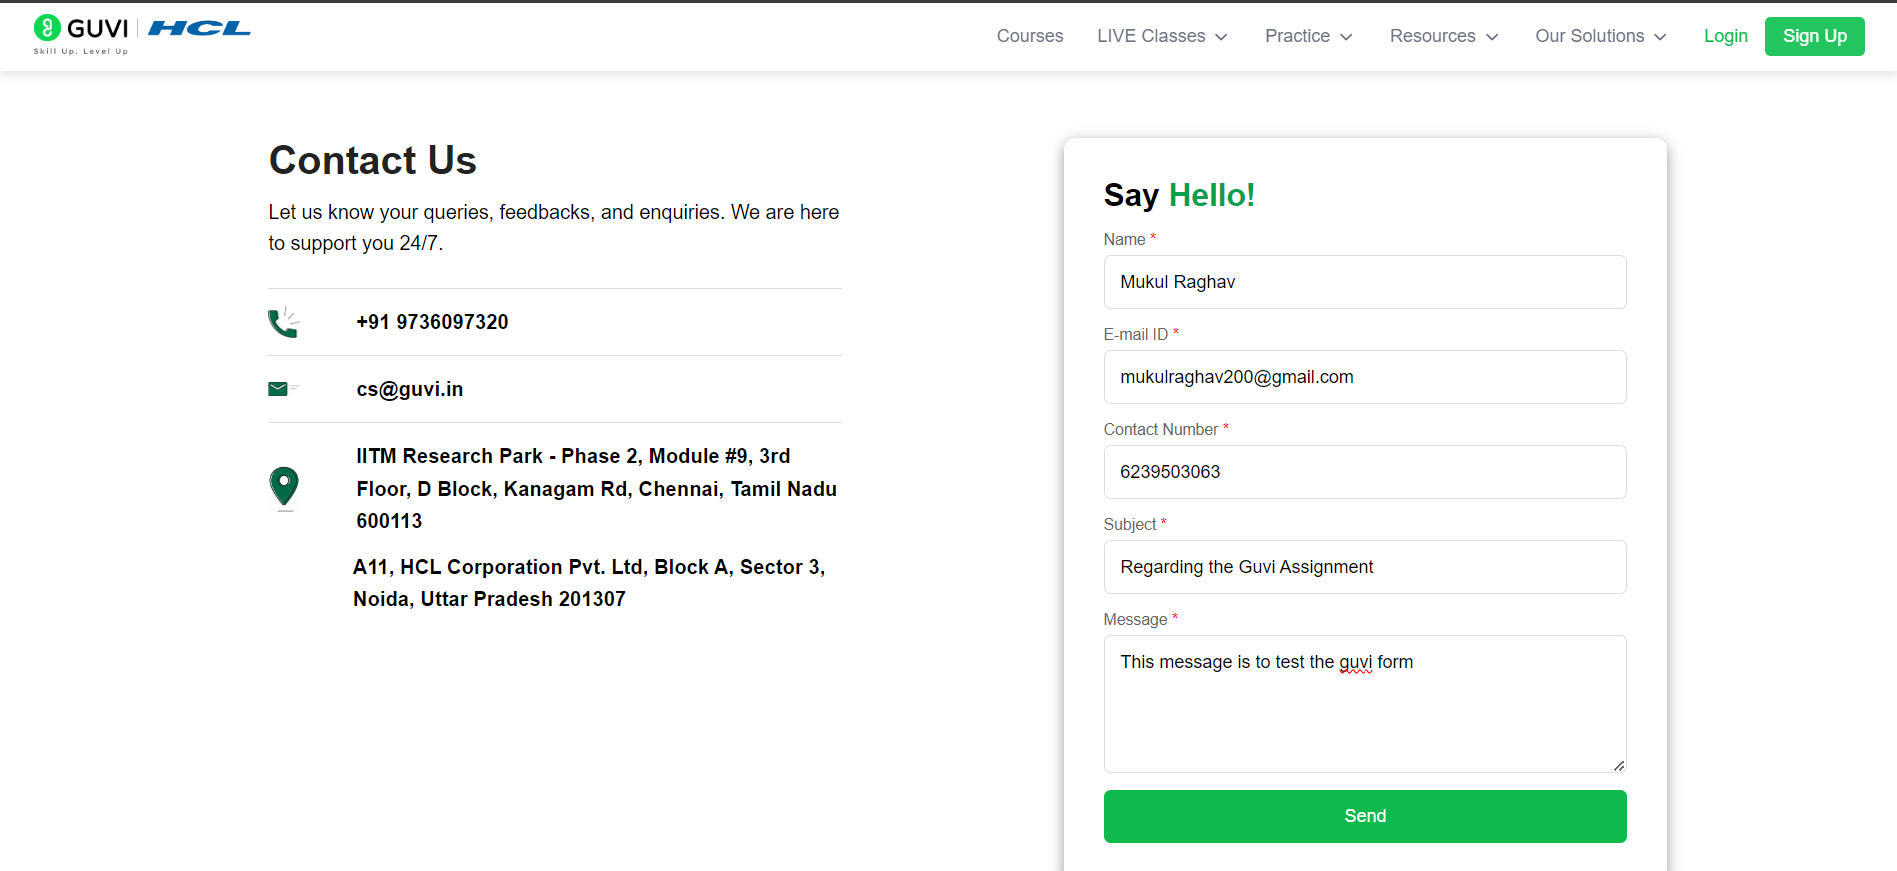 GUVI HCL
Skill Up. Level Up
Courses LIVE Classes Practice Resources Our Solutions Login Sign Up
Contact Us
Let us know your queries, feedbacks, and enquiries. We are here
to support you 24/7.
+91 9736097320
cs@guvi.in
IITM Research Park - Phase 2, Module #9, 3rd
Floor, D Block, Kanagam Rd, Chennai, Tamil Nadu
600113
A11, HCL Corporation Pvt. Ltd, Block A, Sector 3,
Noida, Uttar Pradesh 201307
Say Hello!
Name *
Mukul Raghav
E-mail ID *
mukulraghav200@gmail.com
Contact Number *
6239503063
Subject *
Regarding the Guvi Assignment
Message *
This message is to test the guvi form
Send